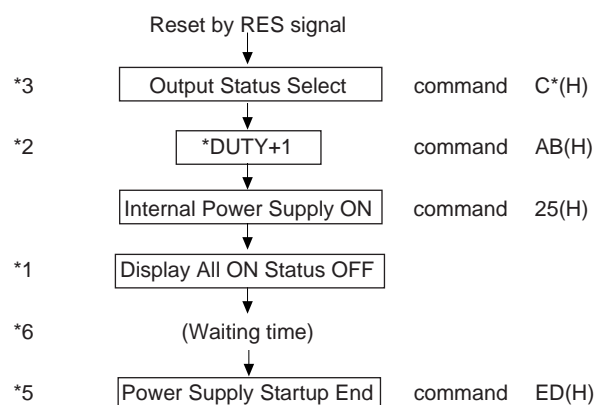 Reset by RES signal
*3 Output Status Select command C*(H)
*2 *DUTY+1 command AB(H)
Internal Power Supply ON command 25(H)
*1 Display All ON Status OFF
*6 (Waiting time)
*5 Power Supply Startup End command ED(H)